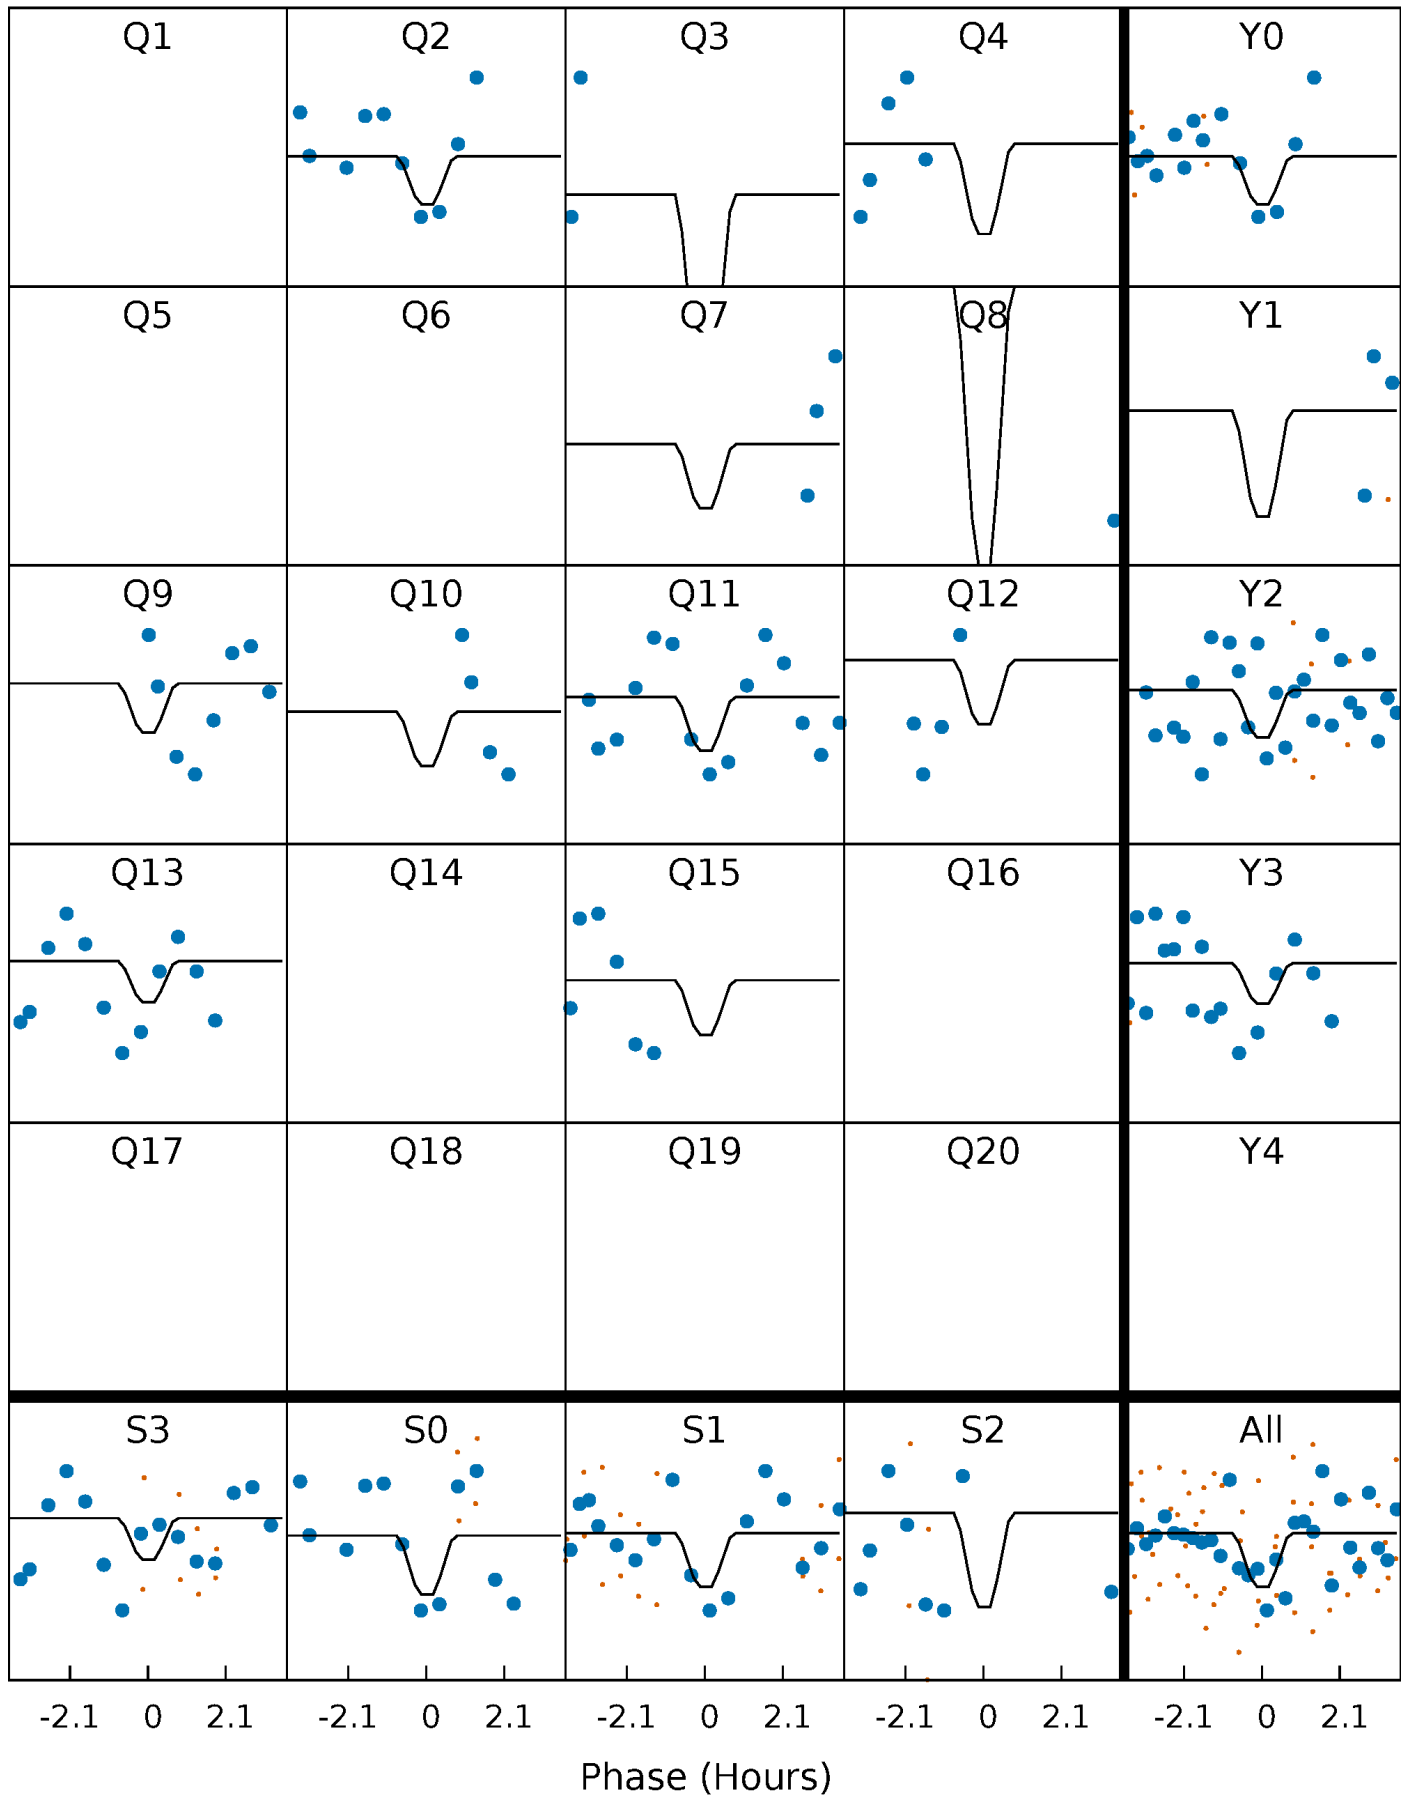 Q1 Q2 Q3 Q4 Y0
Q5 Q6 Q7 Q8 Y1
Q9 Q10 Q11 Q12 Y2
Q13 Q14 Q15 Q16 Y3
Q17 Q18 Q19 Q20 Y4
S3 S0 S1 S2 All
-2.1 0 2.1 -2.1 0 2.1 -2.1 0 2.1 -2.1 0 2.1 -2.1 0 2.1
Phase (Hours)